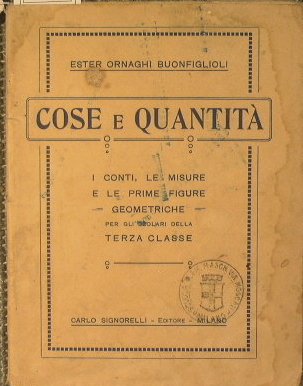 ESTER ORNAGHI BUONFIGLIOLI
COSE E QUANTITÀ
I CONTI, LE MISURE
E LE PRIME FIGURE
GEOMETRICHE
PER GLI SCOLARI DELLA
TERZA CLASSE
CARLO SIGNORELLI - EDITORE - MILANO